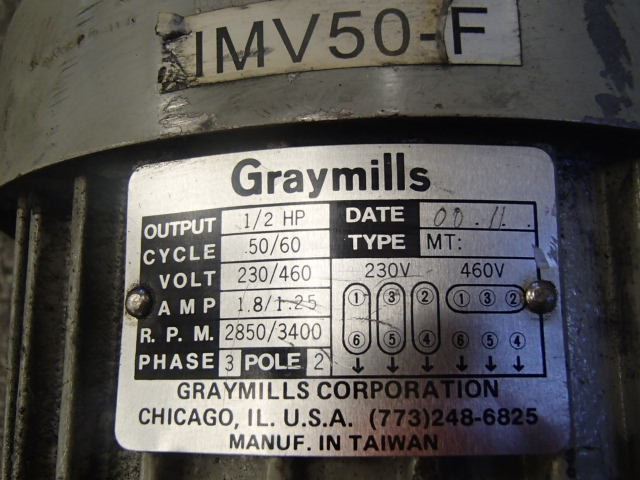 IMV50-F
Graymills
OUTPUT 1/2 HP DATE 00.11.
CYCLE 50/60 TYPE MT:
VOLT 230/460 230V 460V
AMP 1.8/1.25 ① ③ ② ① ③ ②
R. P. M. 2850/3400 ⑥ ⑤ ④ ⑥ ⑤ ④
PHASE 3 POLE 2 ↓ ↓ ↓ ↓ ↓ ↓
GRAYMILLS CORPORATION
CHICAGO, IL. U.S.A. (773)248-6825
MANUF. IN TAIWAN